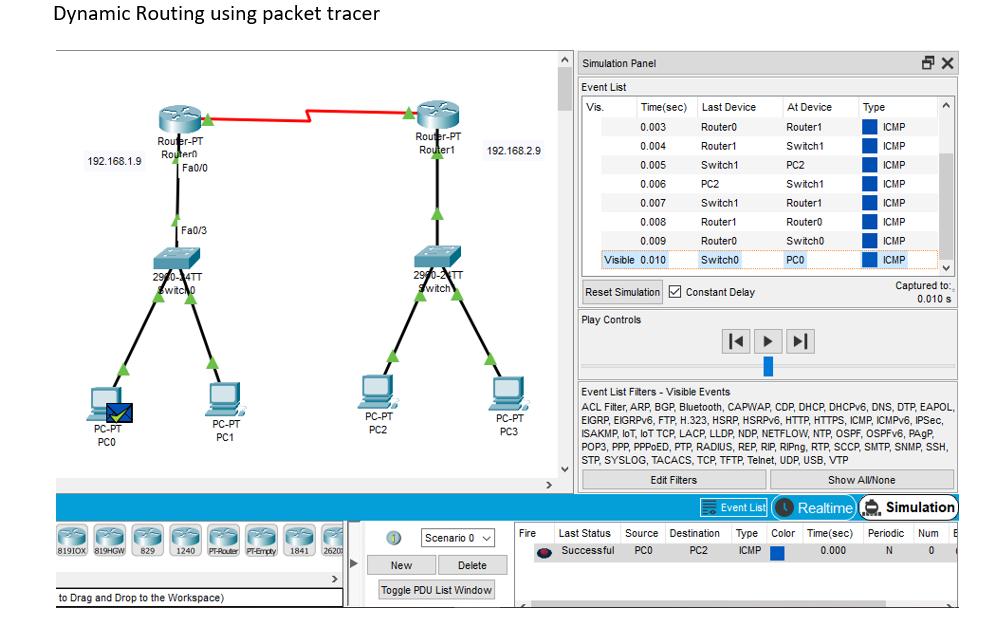 Dynamic Routing using packet tracer
Router-PT
Router0
192.168.1.9
Fa0/0
Fa0/3
2960-24TT
Switch0
PC-PT
PC0
PC-PT
PC1
Router-PT
Router1
192.168.2.9
2960-24TT
Switch1
PC-PT
PC2
PC-PT
PC3
Simulation Panel
Event List
Vis. Time(sec) Last Device At Device Type
0.003 Router0 Router1 ICMP
0.004 Router1 Switch1 ICMP
0.005 Switch1 PC2 ICMP
0.006 PC2 Switch1 ICMP
0.007 Switch1 Router1 ICMP
0.008 Router1 Router0 ICMP
0.009 Router0 Switch0 ICMP
Visible 0.010 Switch0 PC0 ICMP
Reset Simulation Constant Delay Captured to:
0.010 s
Play Controls
Event List Filters - Visible Events
ACL Filter, ARP, BGP, Bluetooth, CAPWAP, CDP, DHCP, DHCPv6, DNS, DTP, EAPOL,
EIGRP, EIGRPv6, FTP, H.323, HSRP, HSRPv6, HTTP, HTTPS, ICMP, ICMPv6, IPSec,
ISAKMP, IoT, IoT TCP, LACP, LLDP, NDP, NETFLOW, NTP, OSPF, OSPFv6, PAgP,
POP3, PPP, PPPoED, PTP, RADIUS, REP, RIP, RIPng, RTP, SCCP, SMTP, SNMP, SSH,
STP, SYSLOG, TACACS, TCP, TFTP, Telnet, UDP, USB, VTP
Edit Filters Show All/None
Event List Realtime Simulation
819IOX 819HGW 829 1240 PT-Router PT-Empty 1841 2620X
to Drag and Drop to the Workspace)
Scenario 0
New Delete
Toggle PDU List Window
Fire Last Status Source Destination Type Color Time(sec) Periodic Num E
Successful PC0 PC2 ICMP 0.000 N 0